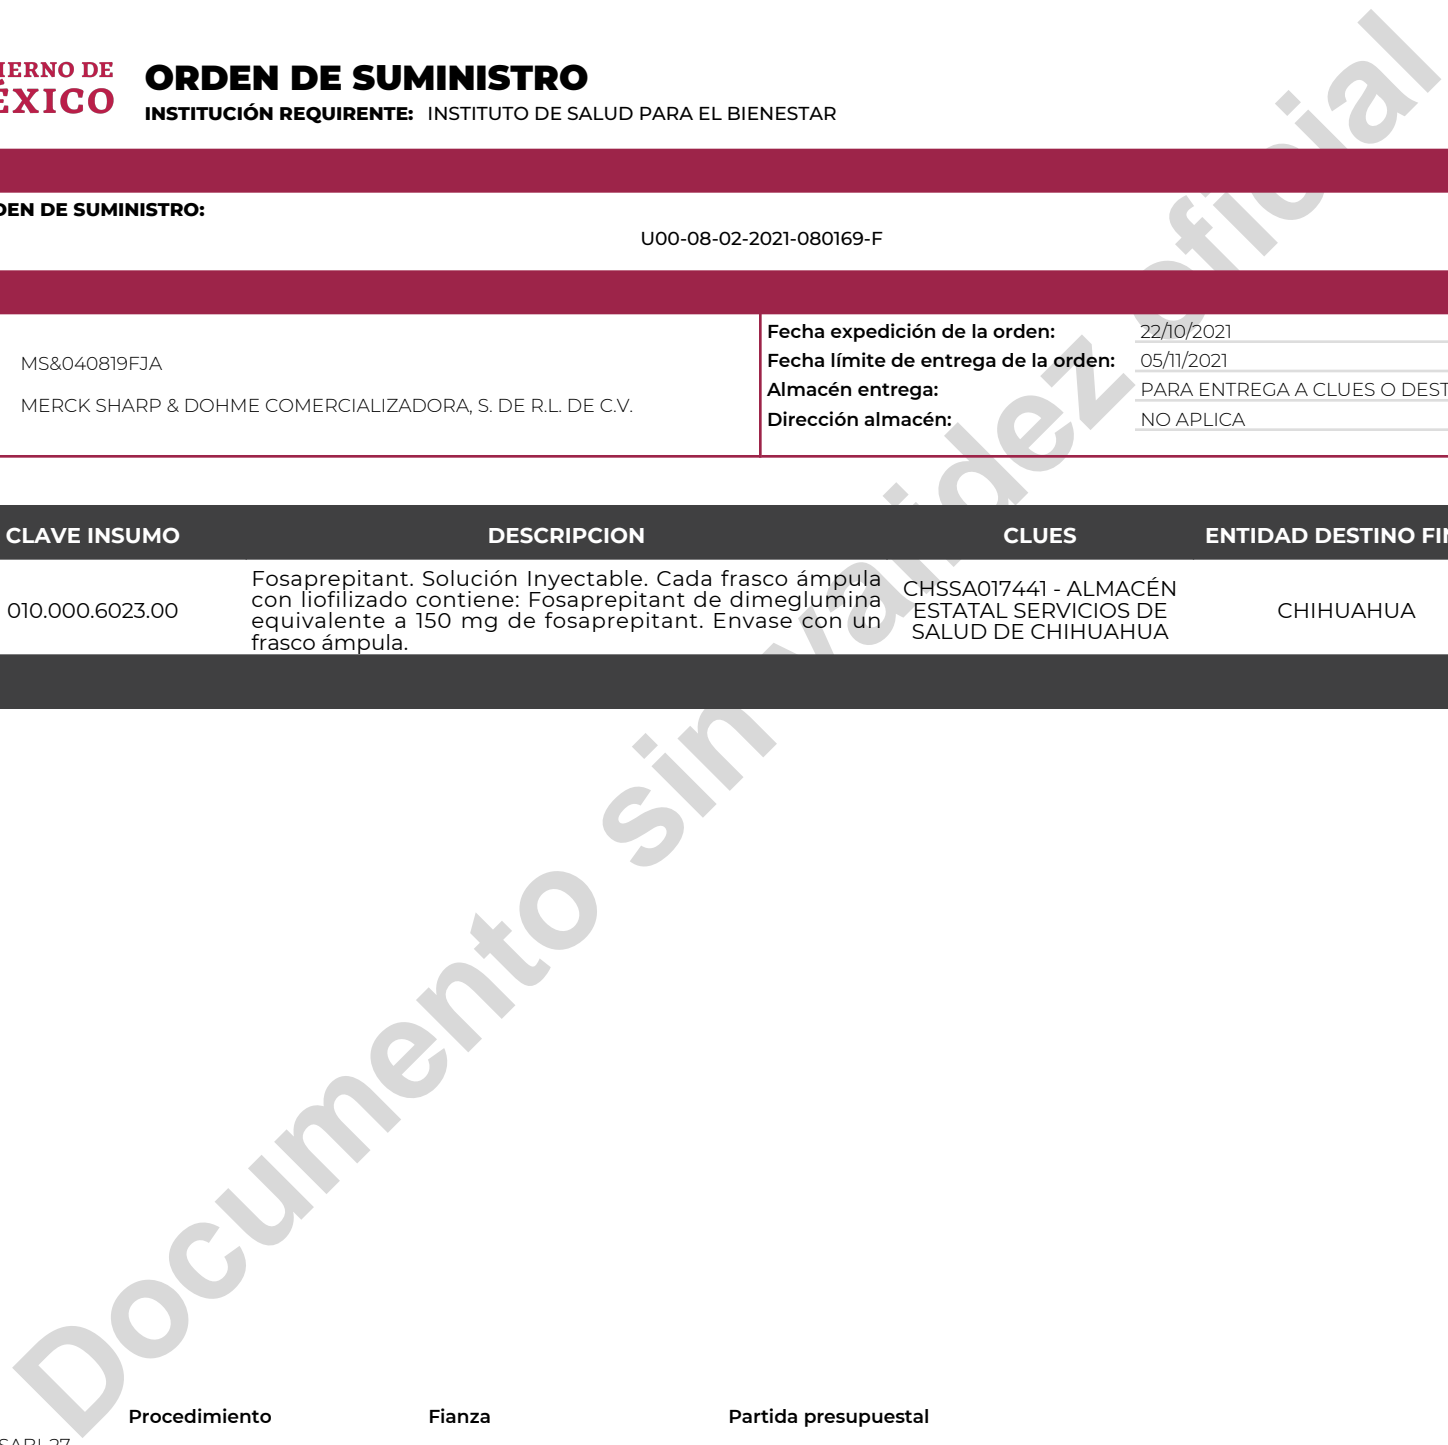 ORDEN DE SUMINISTRO
INSTITUCIÓN REQUIRENTE: INSTITUTO DE SALUD PARA EL BIENESTAR
DE SUMINISTRO:
U00-08-02-2021-080169-F
MS&040819FJA
MERCK SHARP & DOHME COMERCIALIZADORA, S. DE R.L. DE C.V.
Fecha expedición de la orden: 22/10/2021
Fecha límite de entrega de la orden: 05/11/2021
Almacén entrega: PARA ENTREGA A CLUES O DEST
Dirección almacén: NO APLICA
CLAVE INSUMO DESCRIPCION CLUES ENTIDAD DESTINO FIN
010.000.6023.00
Fosaprepitant. Solución Inyectable. Cada frasco ámpula
con liofilizado contiene: Fosaprepitant de dimeglumina
equivalente a 150 mg de fosaprepitant. Envase con un
frasco ámpula.
CHSSA017441 - ALMACÉN
ESTATAL SERVICIOS DE
SALUD DE CHIHUAHUA
CHIHUAHUA
Documento sin validez oficial
Procedimiento Fianza Partida presupuestal